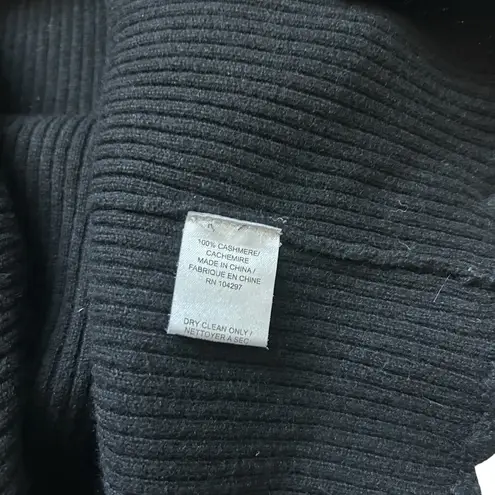 100% CASHMERE/
CACHEMIRE
MADE IN CHINA /
FABRIQUE EN CHINE
RN 104297
DRY CLEAN ONLY /
NETTOYER A SEC